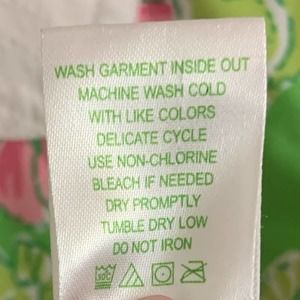 WASH GARMENT INSIDE OUT
MACHINE WASH COLD
WITH LIKE COLORS
DELICATE CYCLE
USE NON-CHLORINE
BLEACH IF NEEDED
DRY PROMPTLY
TUMBLE DRY LOW
DO NOT IRON
30C